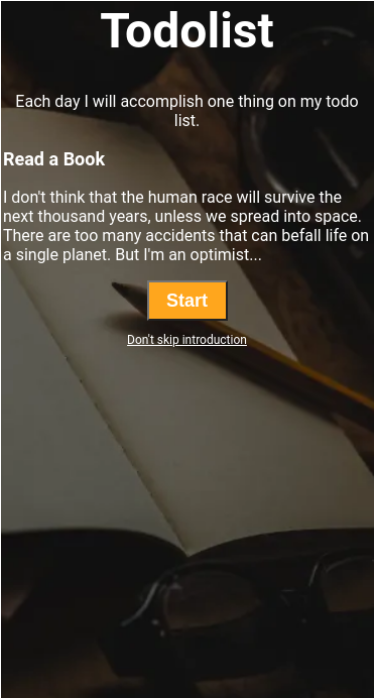 Todolist
Each day I will accomplish one thing on my todo
list.
Read a Book
I don't think that the human race will survive the
next thousand years, unless we spread into space.
There are too many accidents that can befall life on
a single planet. But I'm an optimist...
Start
Don't skip introduction